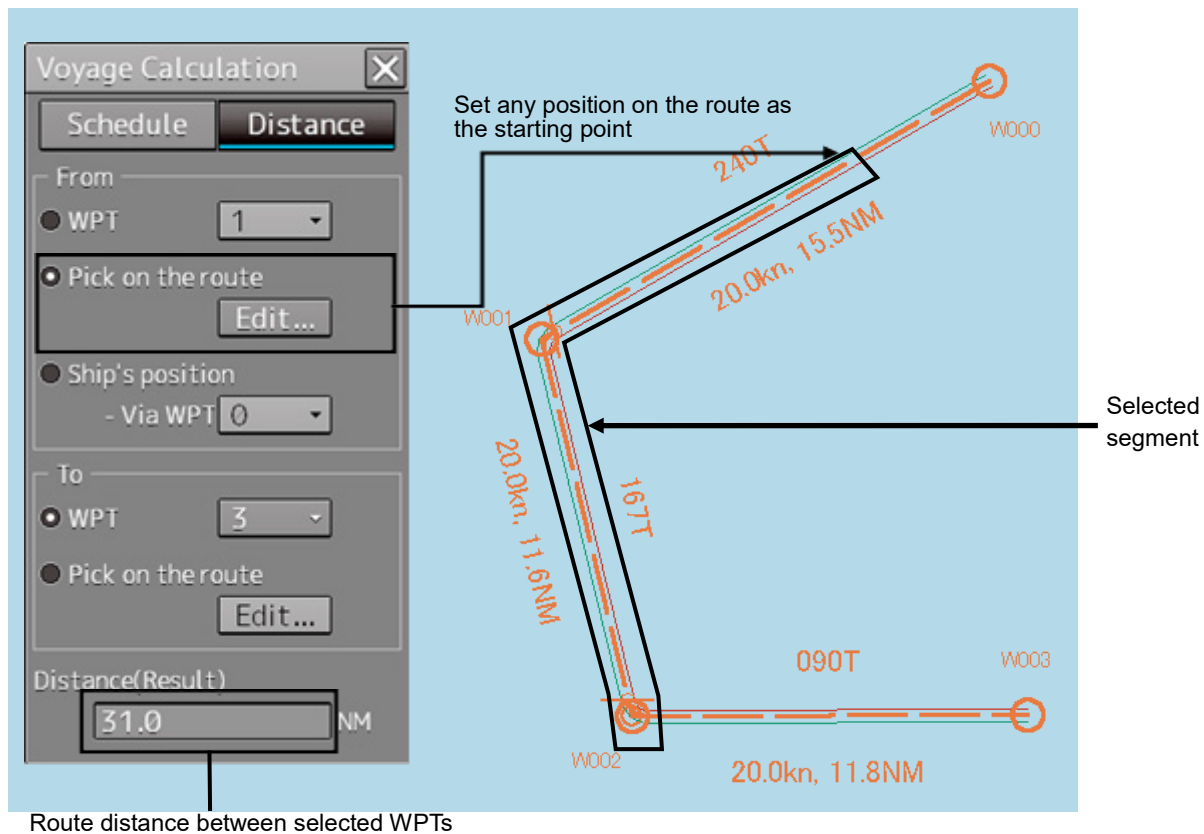 Voyage Calculation
Schedule
Distance
From
WPT
1
Pick on the route
Edit...
Ship's position
- Via WPT
0
To
WPT
3
Pick on the route
Edit...
Distance(Result)
31.0
NM
Route distance between selected WPTs
Set any position on the route as
the starting point
W000
240T
20.0kn, 15.5NM
W001
Selected
segment
20.0kn, 11.6NM
167T
090T
W003
W002
20.0kn, 11.8NM